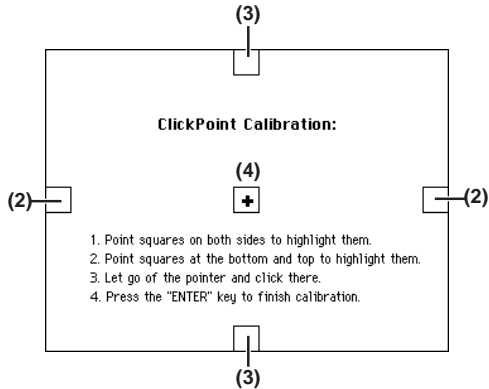 (3)
ClickPoint Calibration:
(4)
(2)
(2)
1. Point squares on both sides to highlight them.
2. Point squares at the bottom and top to highlight them.
3. Let go of the pointer and click there.
4. Press the "ENTER" key to finish calibration.
(3)